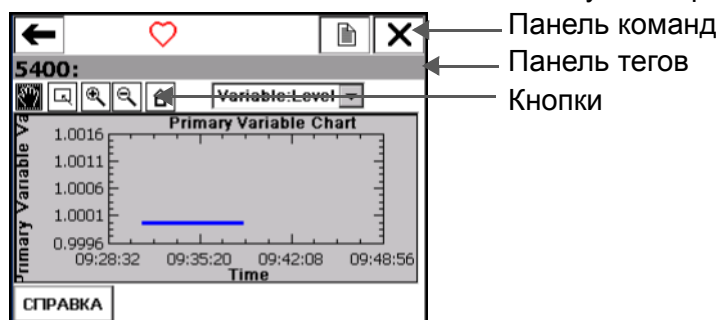 Панель команд
5400:
Панель тегов
Variable:Level
Кнопки
Primary Variable Chart
Primary Variable Va
1.0016
1.0011
1.0006
1.0001
0.9996
09:28:32 09:35:20 09:42:08 09:48:56
Time
СПРАВКА